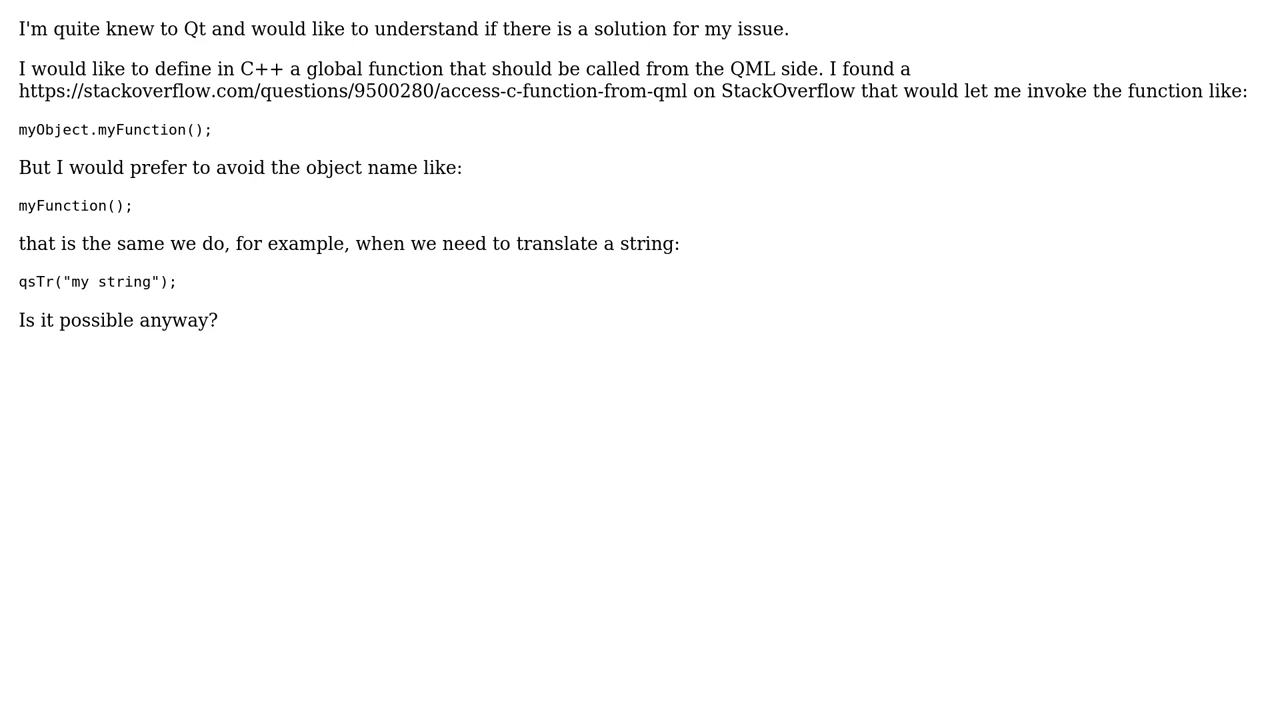 I'm quite knew to Qt and would like to understand if there is a solution for my issue.
I would like to define in C++ a global function that should be called from the QML side. I found a
https://stackoverflow.com/questions/9500280/access-c-function-from-qml on StackOverflow that would let me invoke the function like:
myObject.myFunction();
But I would prefer to avoid the object name like:
myFunction();
that is the same we do, for example, when we need to translate a string:
qsTr("my string");
Is it possible anyway?